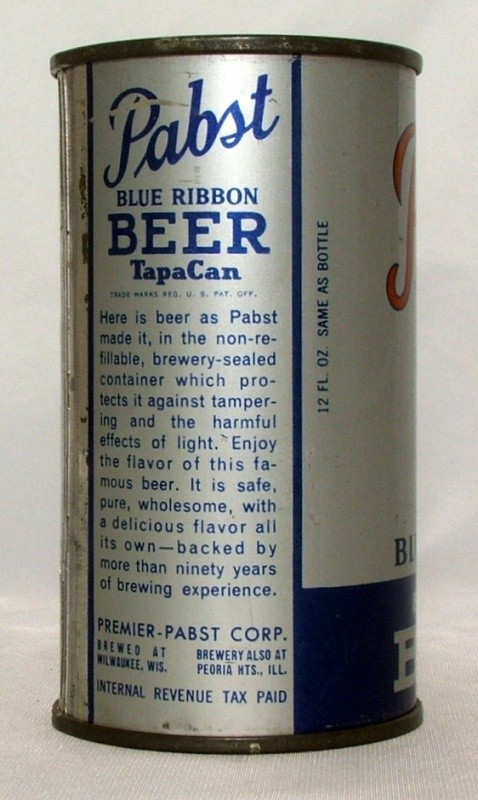 Pabst
BLUE RIBBON
BEER
TapaCan
TRADE MARKS REG. U. S. PAT. OFF.
Here is beer as Pabst
made it, in the non-re-
fillable, brewery-sealed
container which pro-
tects it against tamper-
ing and the harmful
effects of light. Enjoy
the flavor of this fa-
mous beer. It is safe,
pure, wholesome, with
a delicious flavor all
its own—backed by
more than ninety years
of brewing experience.
PREMIER-PABST CORP.
BREWED AT
MILWAUKEE, WIS.
BREWERY ALSO AT
PEORIA HTS., ILL.
INTERNAL REVENUE TAX PAID
12 FL. OZ. SAME AS BOTTLE